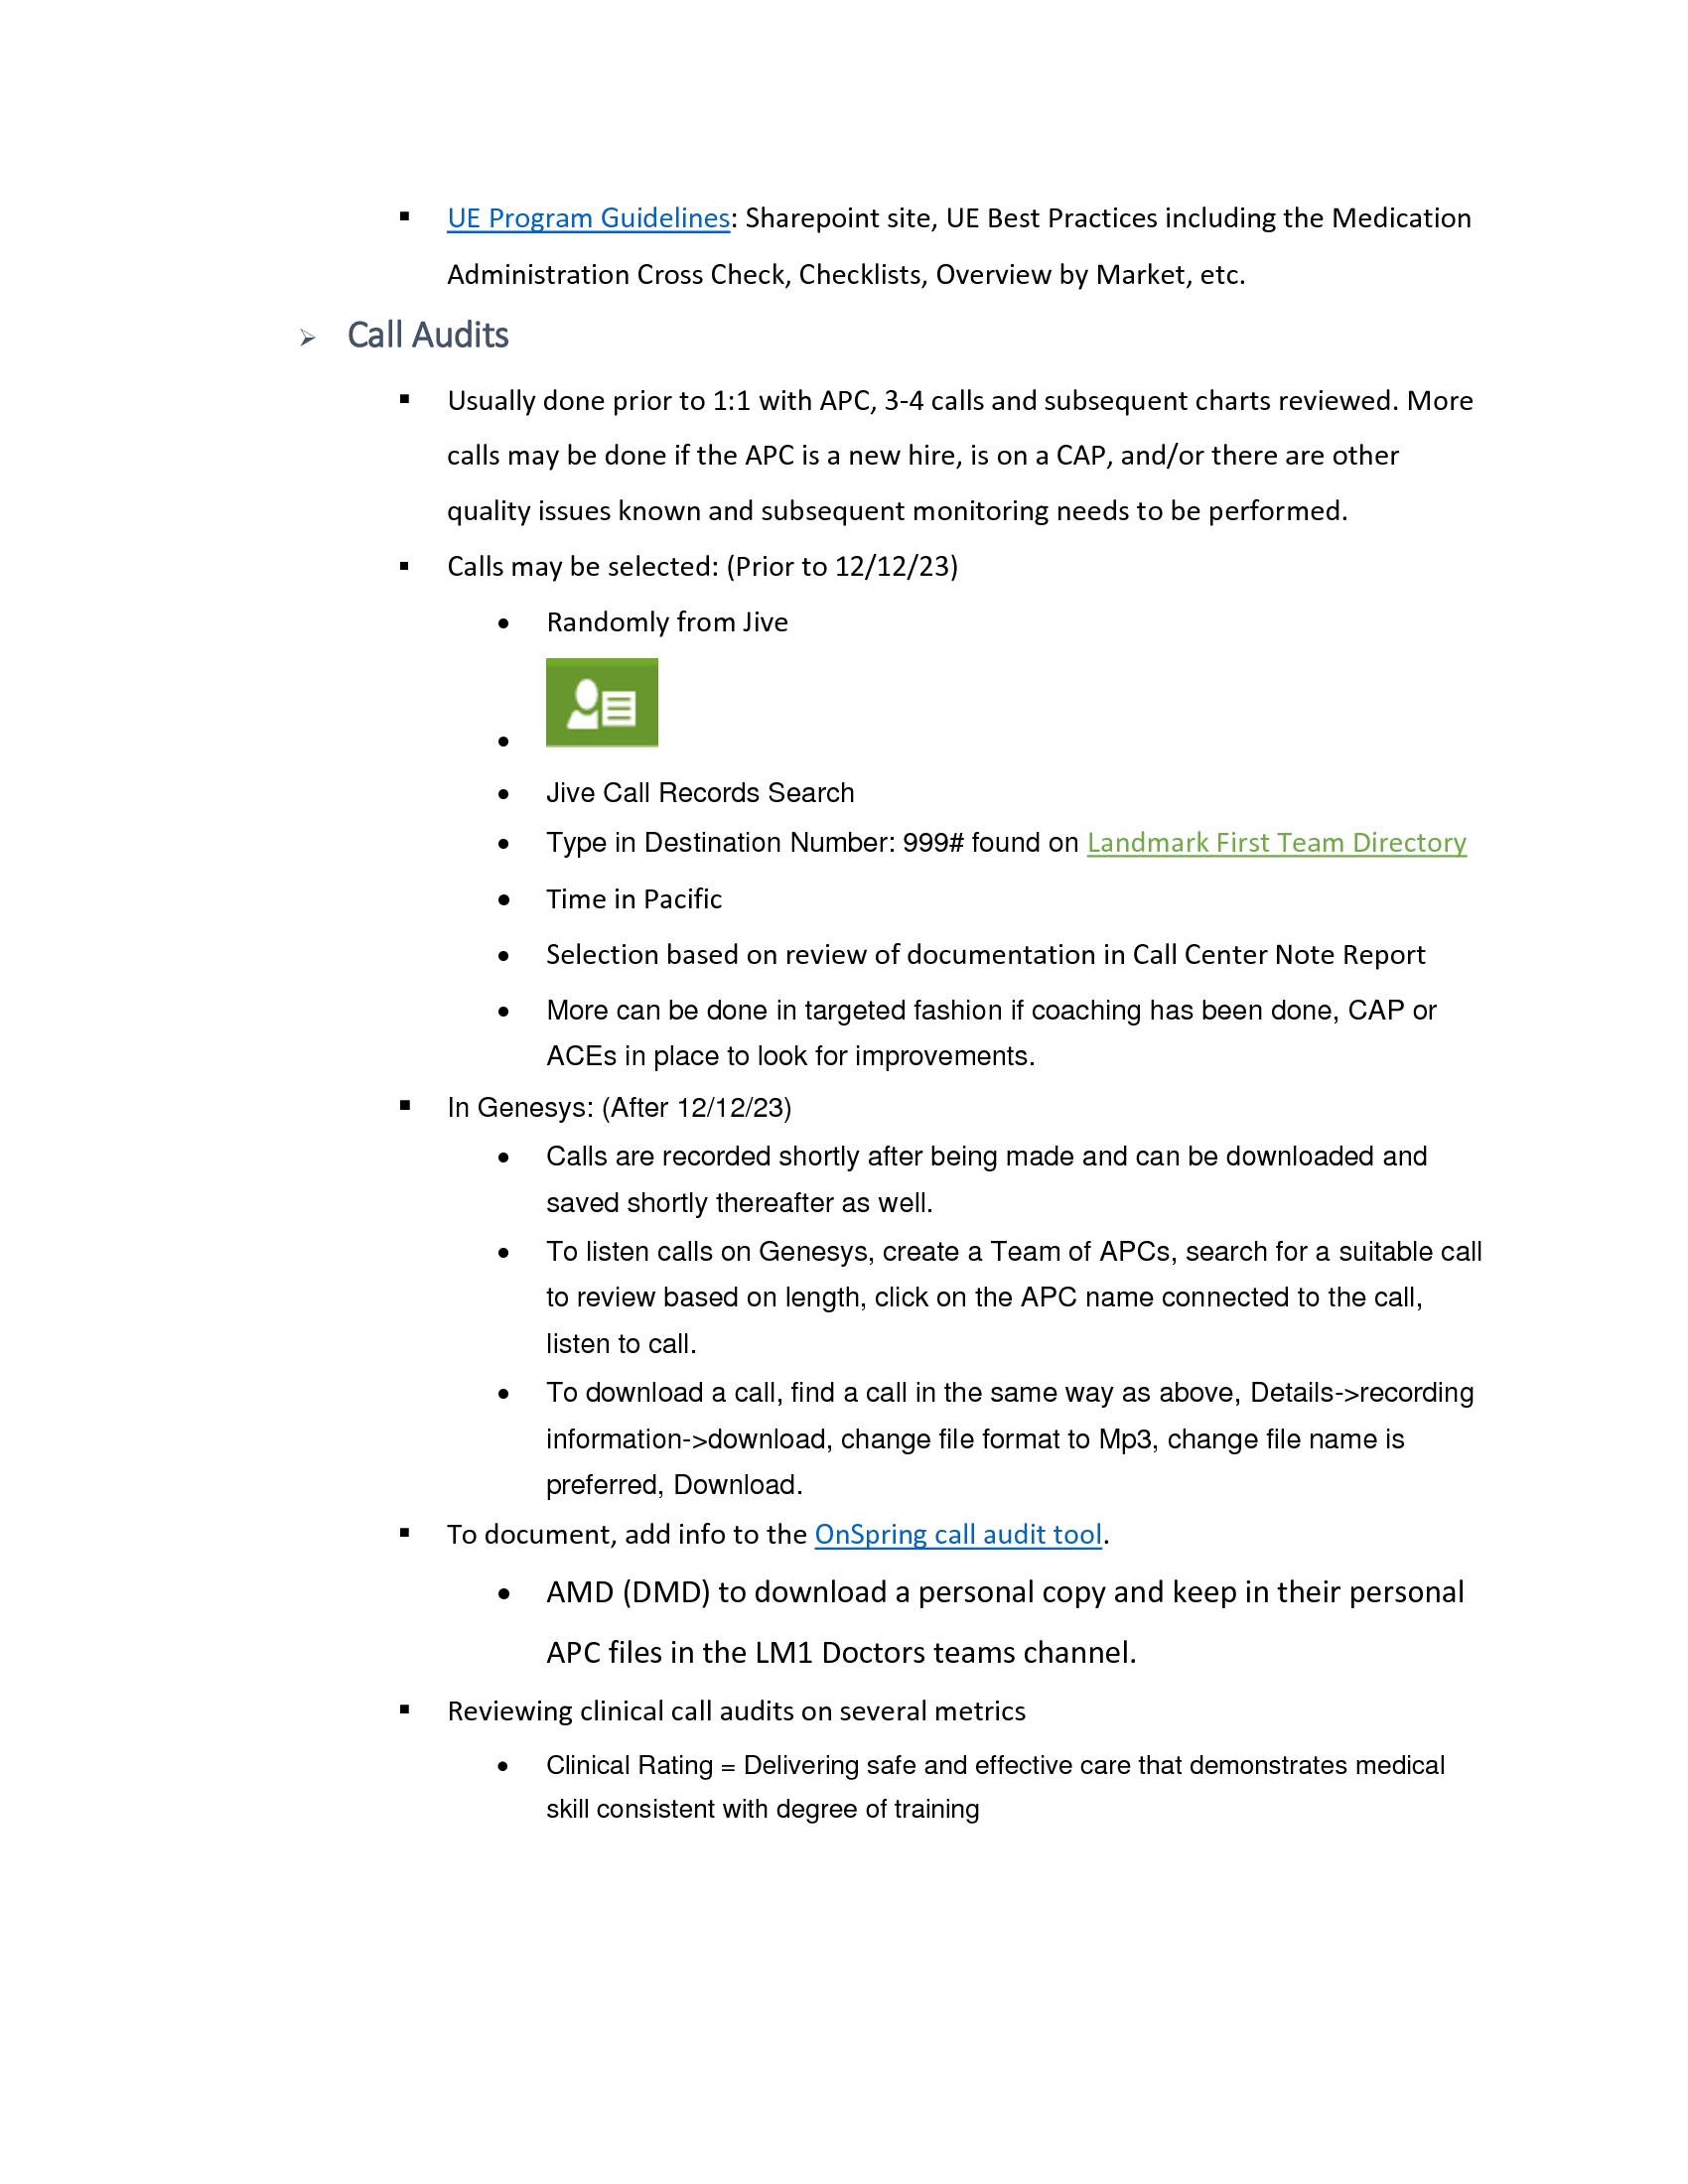 ▪ UE Program Guidelines: Sharepoint site, UE Best Practices including the Medication
Administration Cross Check, Checklists, Overview by Market, etc.
➢ Call Audits
▪ Usually done prior to 1:1 with APC, 3-4 calls and subsequent charts reviewed. More
calls may be done if the APC is a new hire, is on a CAP, and/or there are other
quality issues known and subsequent monitoring needs to be performed.
▪ Calls may be selected: (Prior to 12/12/23)
• Randomly from Jive
•
• Jive Call Records Search
• Type in Destination Number: 999# found on Landmark First Team Directory
• Time in Pacific
• Selection based on review of documentation in Call Center Note Report
• More can be done in targeted fashion if coaching has been done, CAP or
ACEs in place to look for improvements.
▪ In Genesys: (After 12/12/23)
• Calls are recorded shortly after being made and can be downloaded and
saved shortly thereafter as well.
• To listen calls on Genesys, create a Team of APCs, search for a suitable call
to review based on length, click on the APC name connected to the call,
listen to call.
• To download a call, find a call in the same way as above, Details->recording
information->download, change file format to Mp3, change file name is
preferred, Download.
▪ To document, add info to the OnSpring call audit tool.
• AMD (DMD) to download a personal copy and keep in their personal
APC files in the LM1 Doctors teams channel.
▪ Reviewing clinical call audits on several metrics
• Clinical Rating = Delivering safe and effective care that demonstrates medical
skill consistent with degree of training